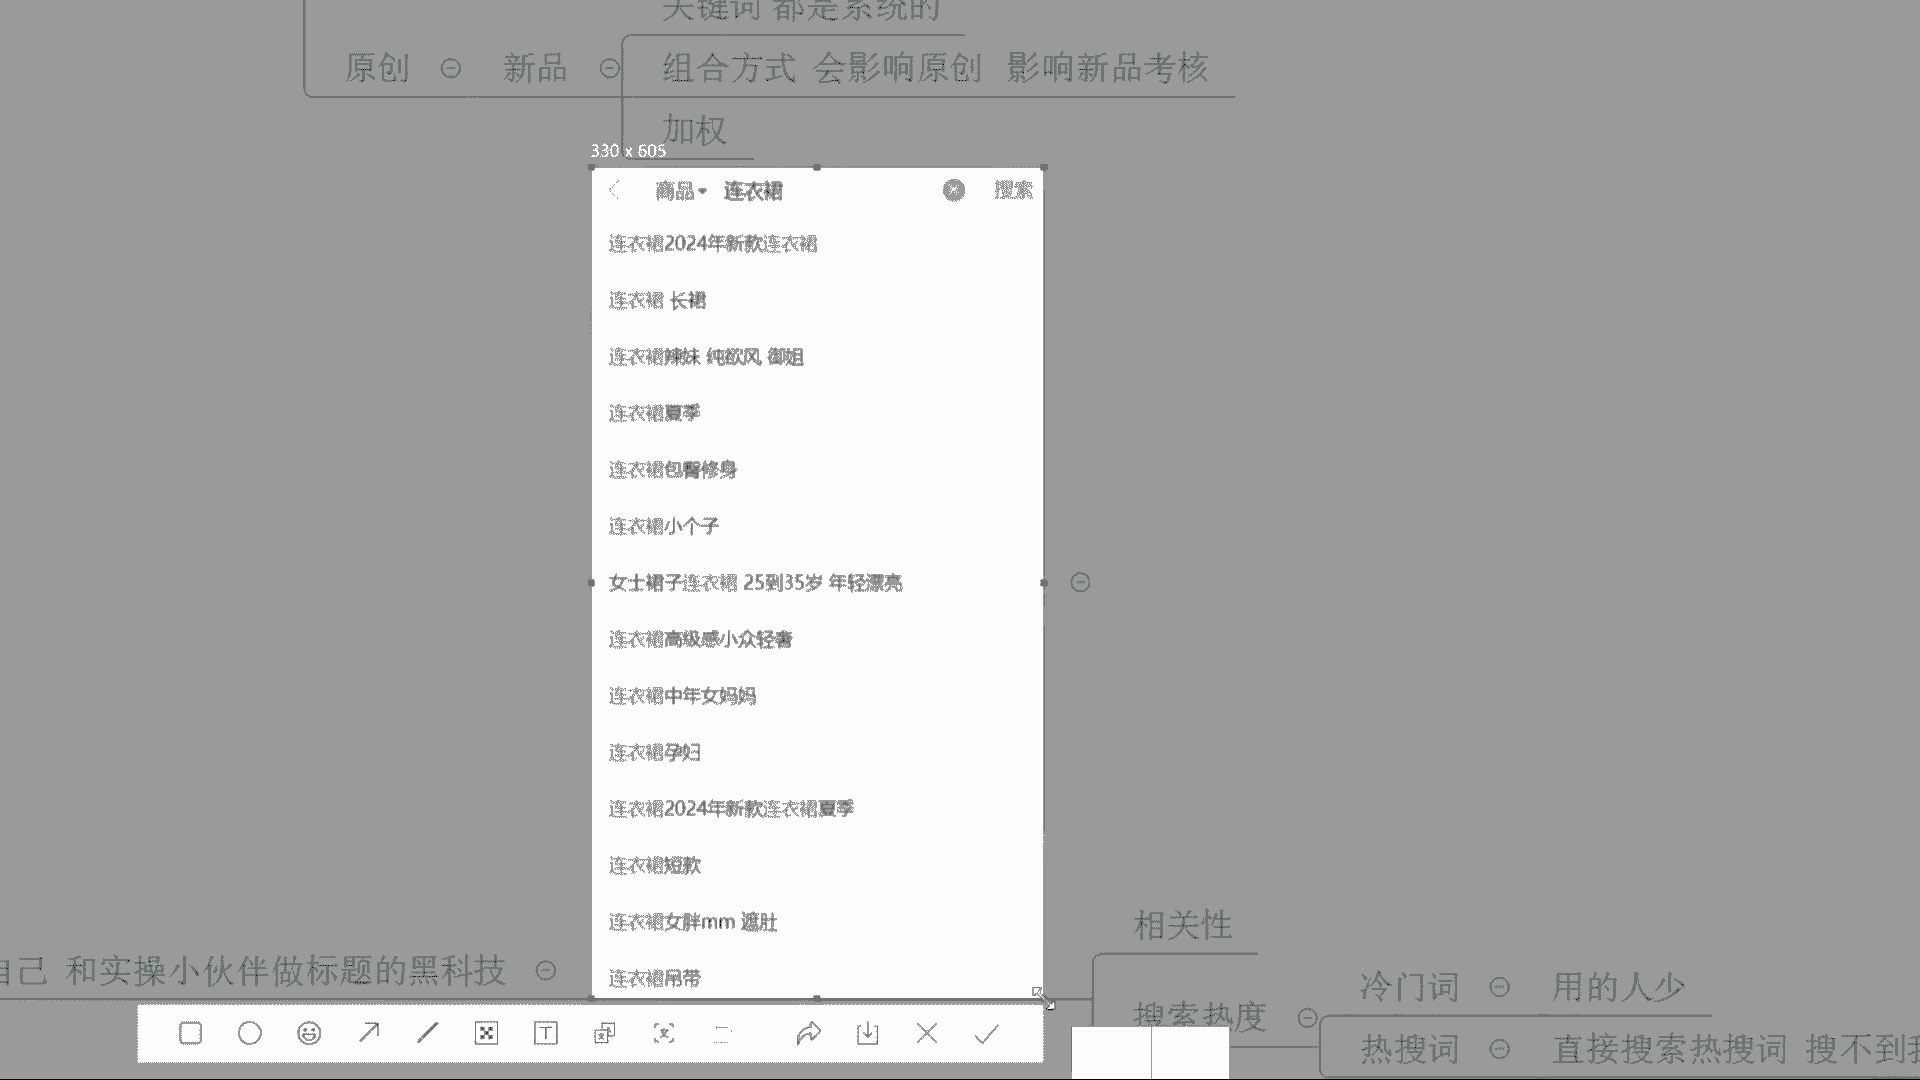 关键词 都是系统的
原创 新品 组合方式 会影响原创 影响新品考核
加权
330 x 605
商品 连衣裙 搜索
连衣裙2024年新款连衣裙
连衣裙 长裙
连衣裙辣妹 纯欲风 御姐
连衣裙夏季
连衣裙包臀修身
连衣裙小个子
女士裙子连衣裙 25到35岁 年轻漂亮
连衣裙高级感小众轻奢
连衣裙中年女妈妈
连衣裙孕妇
连衣裙2024年新款连衣裙夏季
连衣裙短款
连衣裙女胖mm 遮肚
连衣裙吊带
自己 和实操小伙伴做标题的黑科技
相关性
搜索热度
冷门词 用的人少
热搜词 直接搜索热搜词 搜不到我